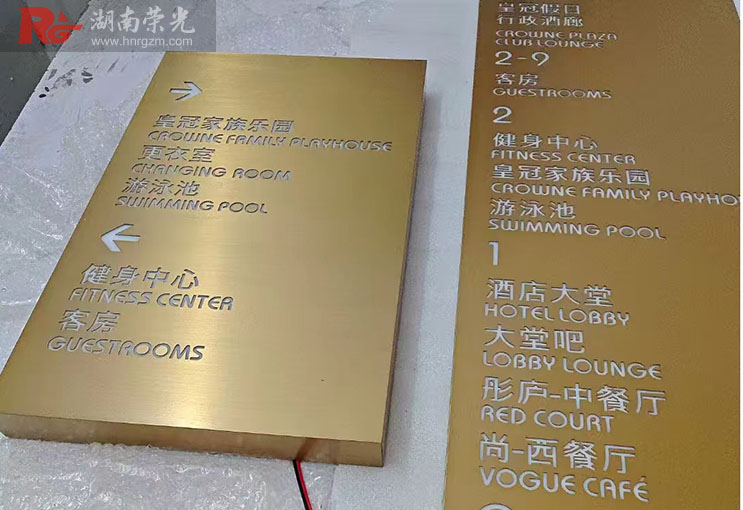 RG 湖南荣光
www.hnrgzm.com
→
皇冠家族乐园
CROWNE FAMILY PLAYHOUSE
更衣室
CHANGING ROOM
游泳池
SWIMMING POOL
←
健身中心
FITNESS CENTER
客房
GUESTROOMS
皇冠假日
行政酒廊
CROWNE PLAZA
CLUB LOUNGE
2-9
客房
GUESTROOMS
2
健身中心
FITNESS CENTER
皇冠家族乐园
CROWNE FAMILY PLAYHO
游泳池
SWIMMING POOL
1
酒店大堂
HOTEL LOBBY
大堂吧
LOBBY LOUNGE
彤庐-中餐厅
RED COURT
尚-西餐厅
VOGUE CAFÉ